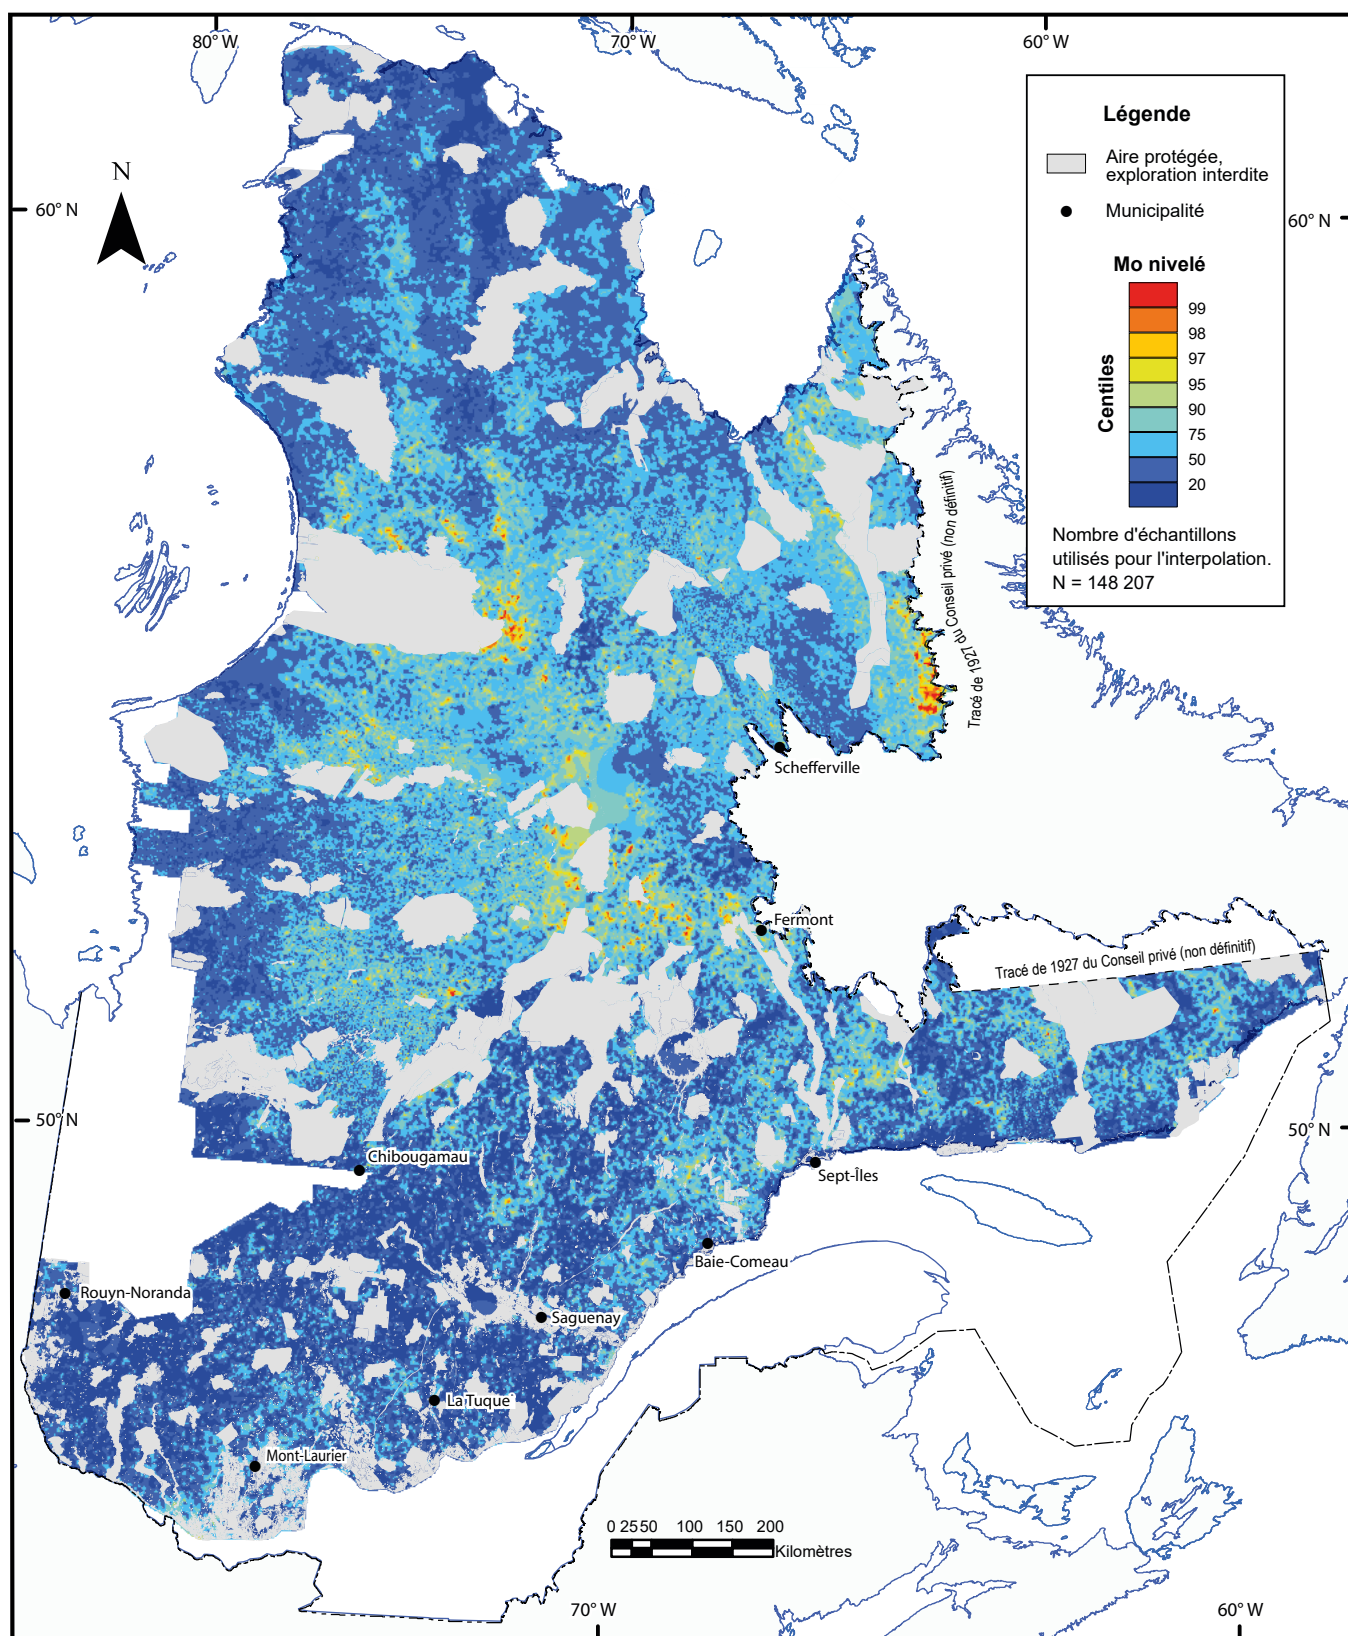 80° W
70° W
60° W
N
60° N
60° N
Légende
Aire protégée,
exploration interdite
Municipalité
Mo nivelé
Centiles
99
98
97
95
90
75
50
20
Nombre d'échantillons
utilisés pour l'interpolation.
N = 148 207
Tracé de 1927 du Conseil privé (non définitif)
Schefferville
Fermont
Tracé de 1927 du Conseil privé (non définitif)
50° N
50° N
Chibougamau
Sept-Îles
Baie-Comeau
Rouyn-Noranda
Saguenay
La Tuque
Mont-Laurier
0 25 50 100 150 200
Kilomètres
70° W
60° W